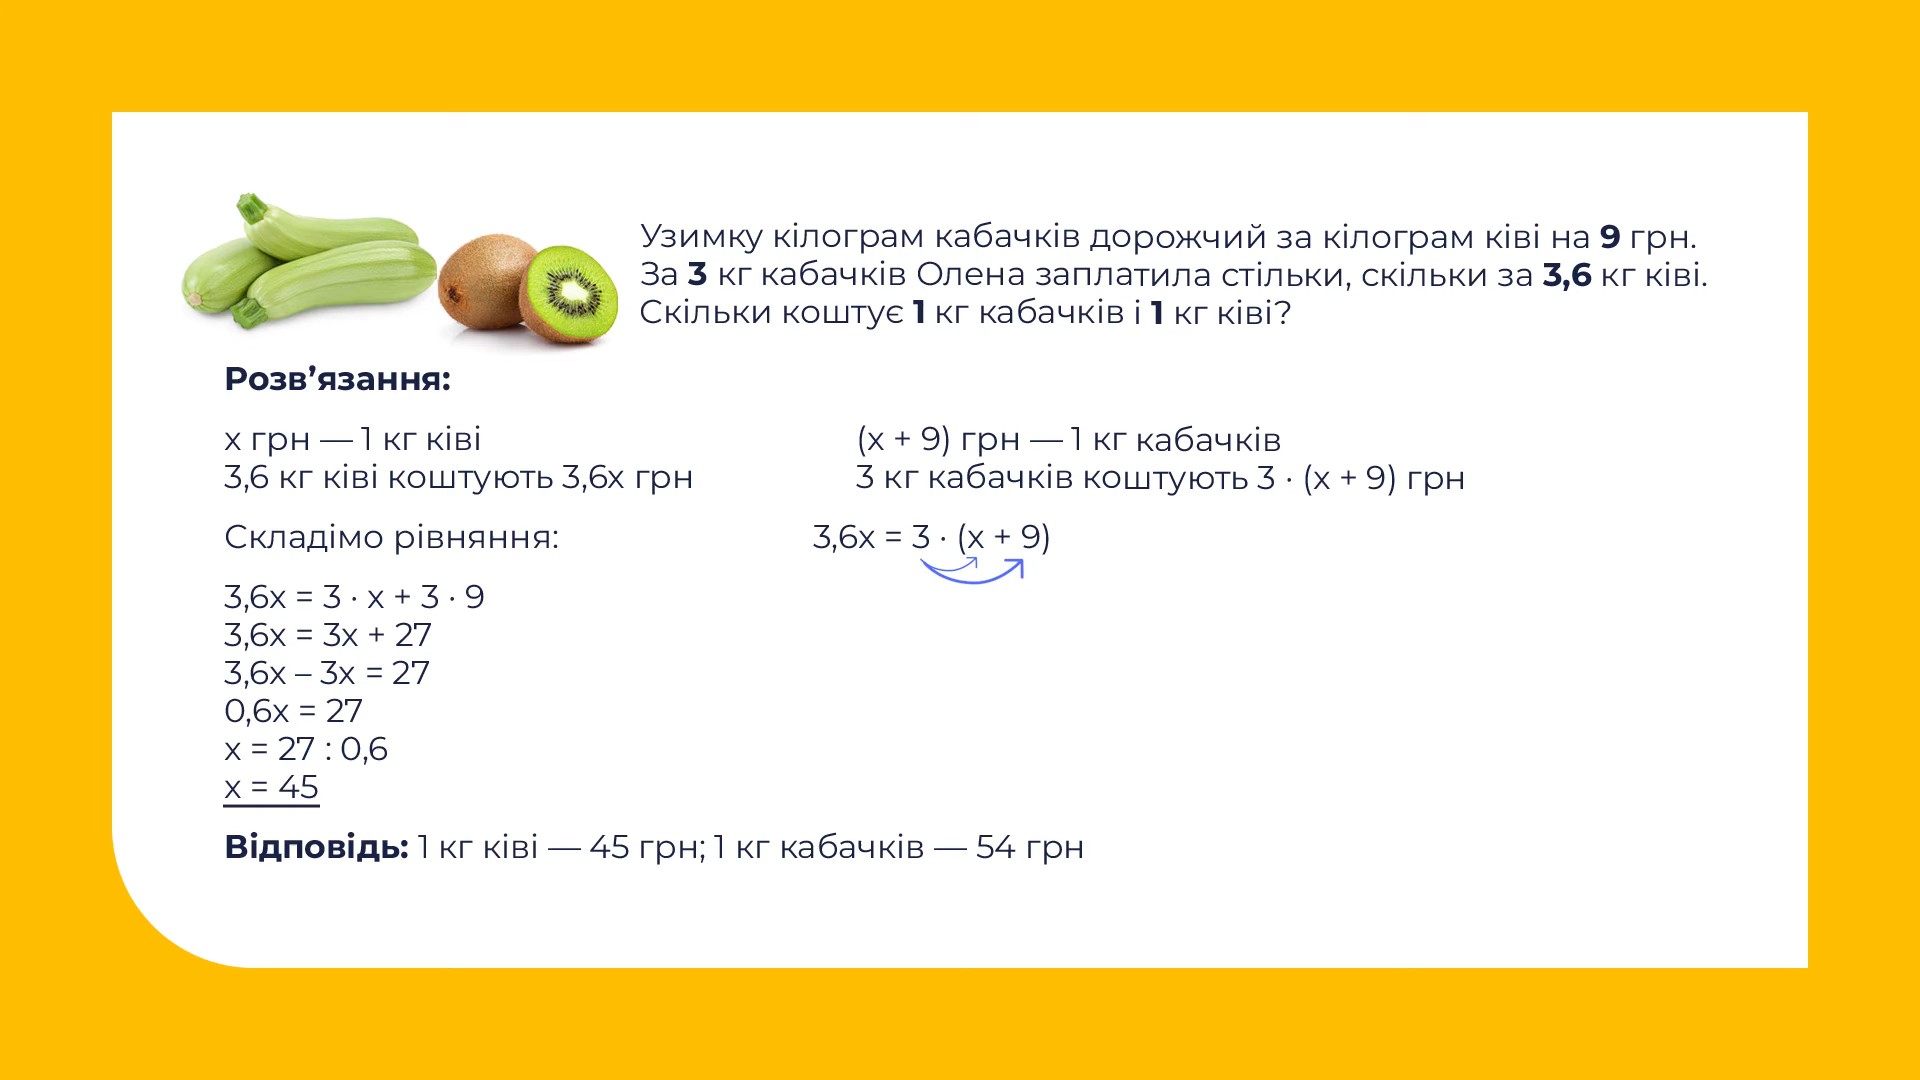 Узимку кілограм кабачків дорожчий за кілограм ківі на 9 грн.
За 3 кг кабачків Олена заплатила стільки, скільки за 3,6 кг ківі.
Скільки коштує 1 кг кабачків і 1 кг ківі?
Розв’язання:
x грн — 1 кг ківі
3,6 кг ківі коштують 3,6x грн
(x + 9) грн — 1 кг кабачків
3 кг кабачків коштують 3 · (x + 9) грн
Складімо рівняння: 3,6x = 3 · (x + 9)
3,6x = 3 · x + 3 · 9
3,6x = 3x + 27
3,6x – 3x = 27
0,6x = 27
x = 27 : 0,6
x = 45
Відповідь: 1 кг ківі — 45 грн; 1 кг кабачків — 54 грн